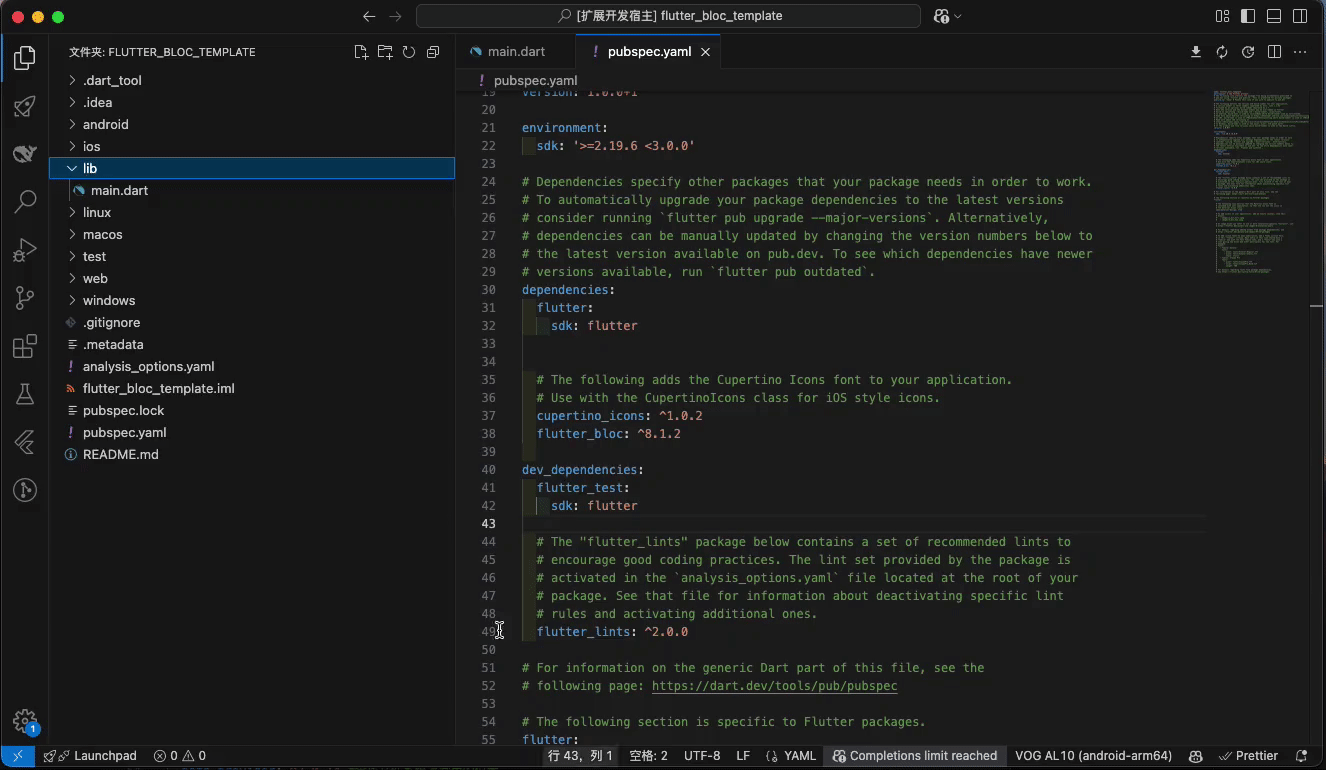 [扩展开发宿主] flutter_bloc_template
文件夹: FLUTTER_BLOC_TEMPLATE
.dart_tool
.idea
android
ios
lib
main.dart
linux
macos
test
web
windows
.gitignore
.metadata
analysis_options.yaml
flutter_bloc_template.iml
pubspec.lock
pubspec.yaml
README.md
1
main.dart
! pubspec.yaml
! pubspec.yaml
19 version: 1.0.0+1
20
21 environment:
22 sdk: '>=2.19.6 <3.0.0'
23
24 # Dependencies specify other packages that your package needs in order to work.
25 # To automatically upgrade your package dependencies to the latest versions
26 # consider running `flutter pub upgrade --major-versions`. Alternatively,
27 # dependencies can be manually updated by changing the version numbers below to
28 # the latest version available on pub.dev. To see which dependencies have newer
29 # versions available, run `flutter pub outdated`.
30 dependencies:
31 flutter:
32 sdk: flutter
33
34
35 # The following adds the Cupertino Icons font to your application.
36 # Use with the CupertinoIcons class for iOS style icons.
37 cupertino_icons: ^1.0.2
38 flutter_bloc: ^8.1.2
39
40 dev_dependencies:
41 flutter_test:
42 sdk: flutter
43
44 # The "flutter_lints" package below contains a set of recommended lints to
45 # encourage good coding practices. The lint set provided by the package is
46 # activated in the `analysis_options.yaml` file located at the root of your
47 # package. See that file for information about deactivating specific lint
48 # rules and activating additional ones.
49 flutter_lints: ^2.0.0
50
51 # For information on the generic Dart part of this file, see the
52 # following page: https://dart.dev/tools/pub/pubspec
53
54 # The following section is specific to Flutter packages.
55 flutter:
Launchpad 0 0 行 43, 列 1 空格: 2 UTF-8 LF YAML Completions limit reached VOG AL10 (android-arm64) Prettier